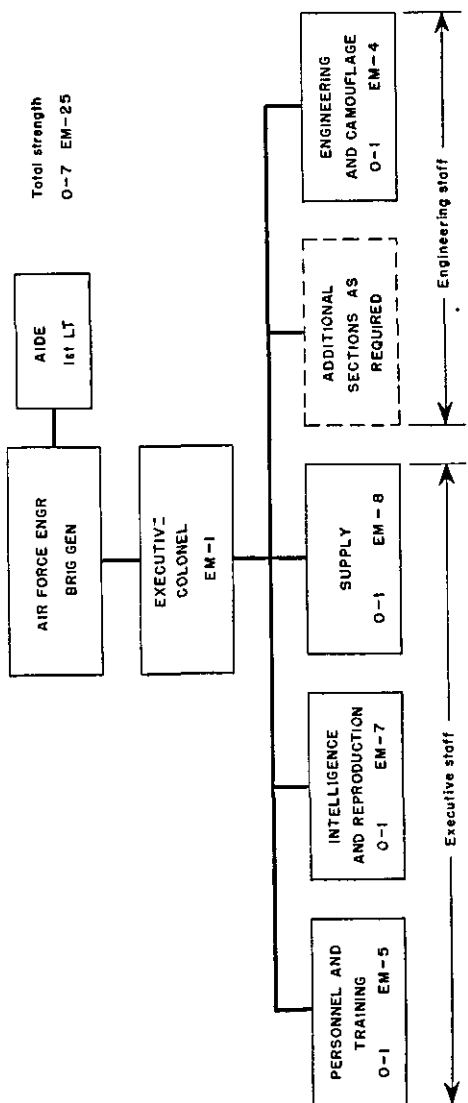 Total strength
O-7 EM-25
AIR FORCE ENGR
BRIG GEN
AIDE
1st LT
EXECUTIVE
COLONEL
EM-1
PERSONNEL AND
TRAINING
O-1 EM-5
INTELLIGENCE
AND REPRODUCTION
O-1 EM-7
SUPPLY
O-1 EM-8
ADDITIONAL
SECTIONS AS
REQUIRED
ENGINEERING
AND CAMOUFLAGE
O-1 EM-4
Executive staff
Engineering staff